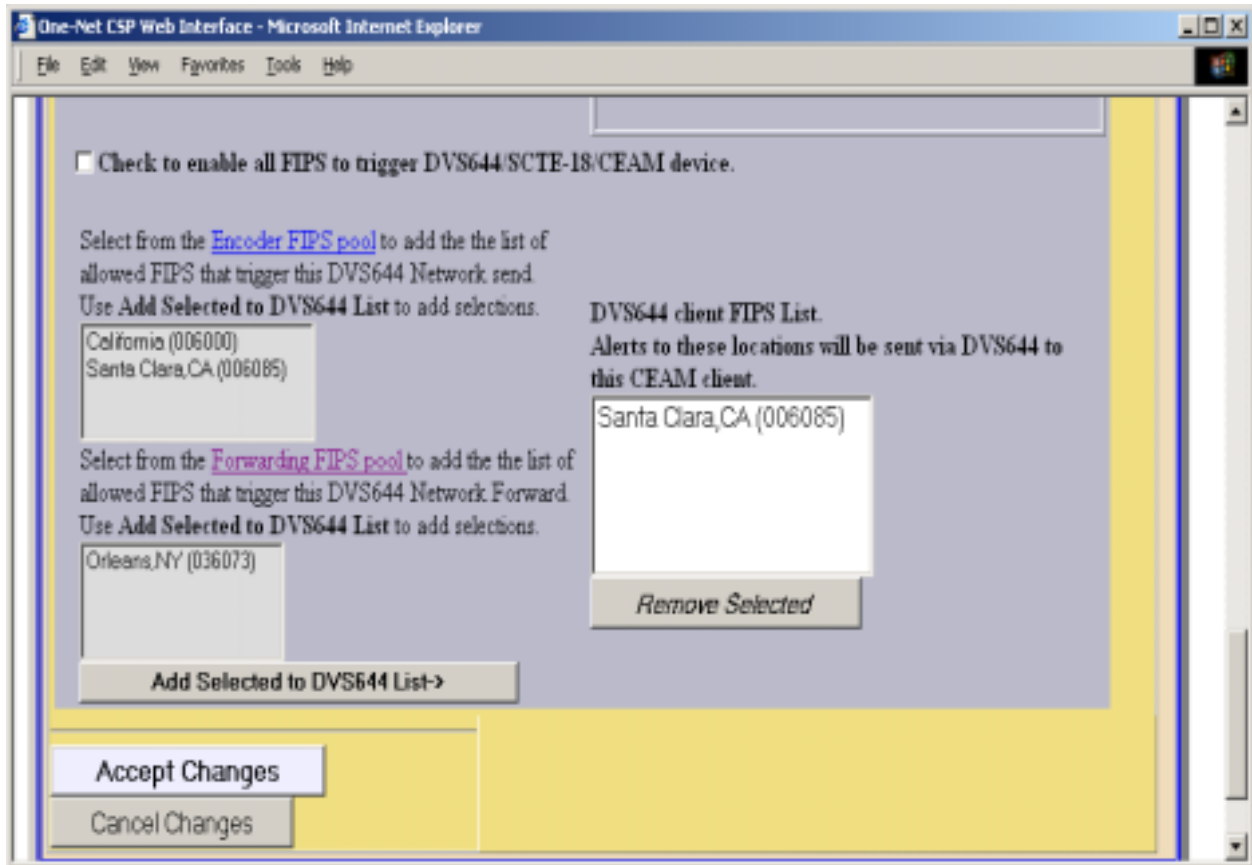 One-Net CSP Web Interface - Microsoft Internet Explorer
File Edit View Favorites Tools Help
Check to enable all FIPS to trigger DVS644/SCTE-18/CEAM device.
Select from the Encoder FIPS pool to add the the list of
allowed FIPS that trigger this DVS644 Network send.
Use Add Selected to DVS644 List to add selections.
California (006000)
Santa Clara,CA (006085)
Select from the Forwarding FIPS pool to add the the list of
allowed FIPS that trigger this DVS644 Network Forward.
Use Add Selected to DVS644 List to add selections.
Orleans,NY (036073)
Add Selected to DVS644 List->
DVS644 client FIPS List.
Alerts to these locations will be sent via DVS644 to
this CEAM client.
Santa Clara,CA (006085)
Remove Selected
Accept Changes
Cancel Changes